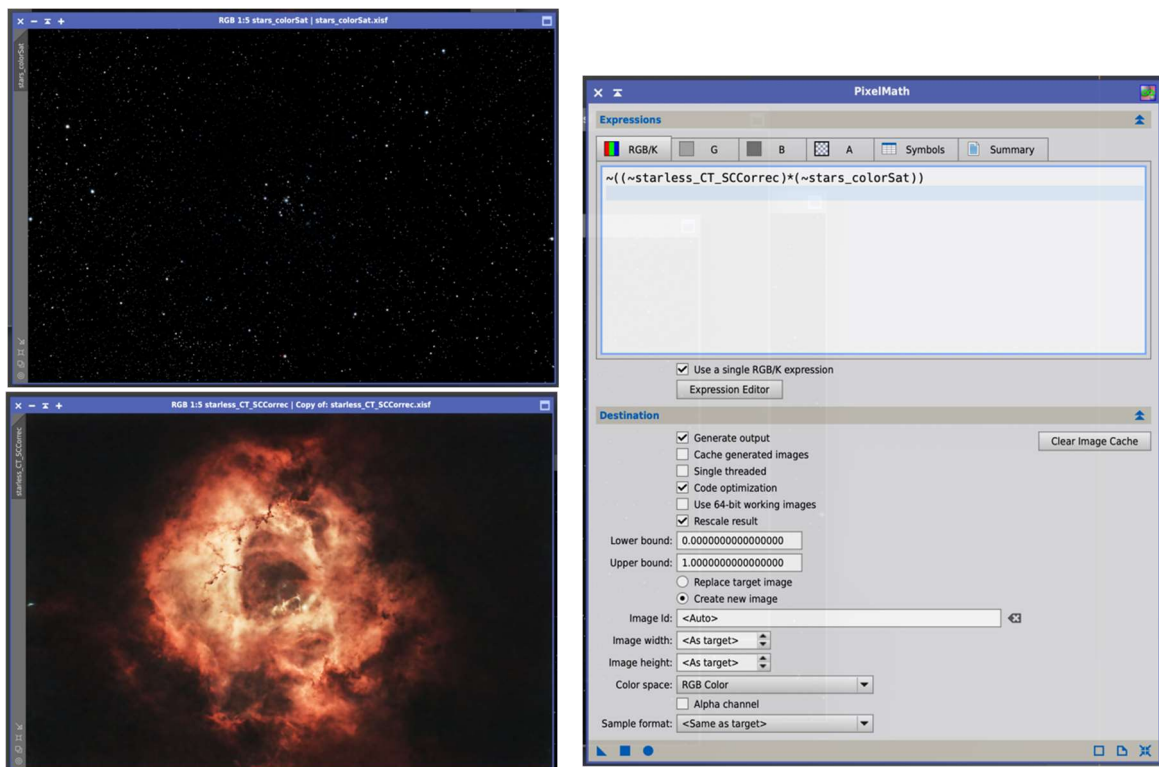 RGB 1:5 stars_colorSat | stars_colorSat.xisf
stars_colorSat
RGB 1:5 starless_CT_SCCorrec | Copy of: starless_CT_SCCorrec.xisf
starless_CT_SCCorrec
PixelMath
Expressions
RGB/K G B A Symbols Summary
~((~starless_CT_SCCorrec)*(~stars_colorSat))
Use a single RGB/K expression
Expression Editor
Destination
Generate output
Clear Image Cache
Cache generated images
Single threaded
Code optimization
Use 64-bit working images
Rescale result
Lower bound: 0.0000000000000000
Upper bound: 1.0000000000000000
Replace target image
Create new image
Image Id: <Auto>
Image width: <As target>
Image height: <As target>
Color space: RGB Color
Alpha channel
Sample format: <Same as target>